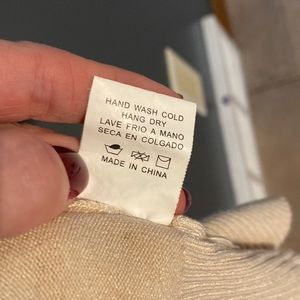 HAND WASH COLD
HANG DRY
LAVE FRIO A MANO
SECA EN COLGADO
MADE IN CHINA